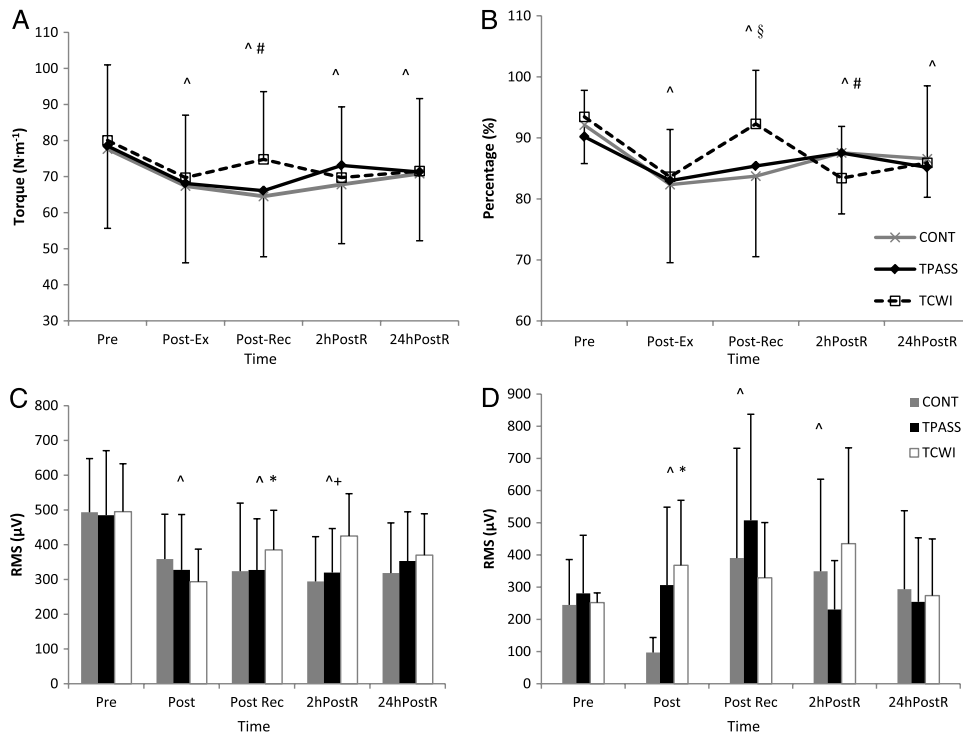 A
110
100
90
80
70
60
50
40
30
Torque (N·m⁻¹)
^
^ #
^
^
Pre
Post-Ex
Post-Rec
2hPostR
24hPostR
Time
B
110
100
90
80
70
60
Percentage (%)
^
^ §
^ #
^
CONT
TPASS
TCWI
Pre
Post-Ex
Post-Rec
2hPostR
24hPostR
Time
C
800
700
600
500
400
300
200
100
0
RMS (µV)
^
^ *
^+
Pre
Post
Post Rec
2hPostR
24hPostR
Time
D
900
800
700
600
500
400
300
200
100
0
RMS (µV)
^ *
^
^
CONT
TPASS
TCWI
Pre
Post
Post Rec
2hPostR
24hPostR
Time